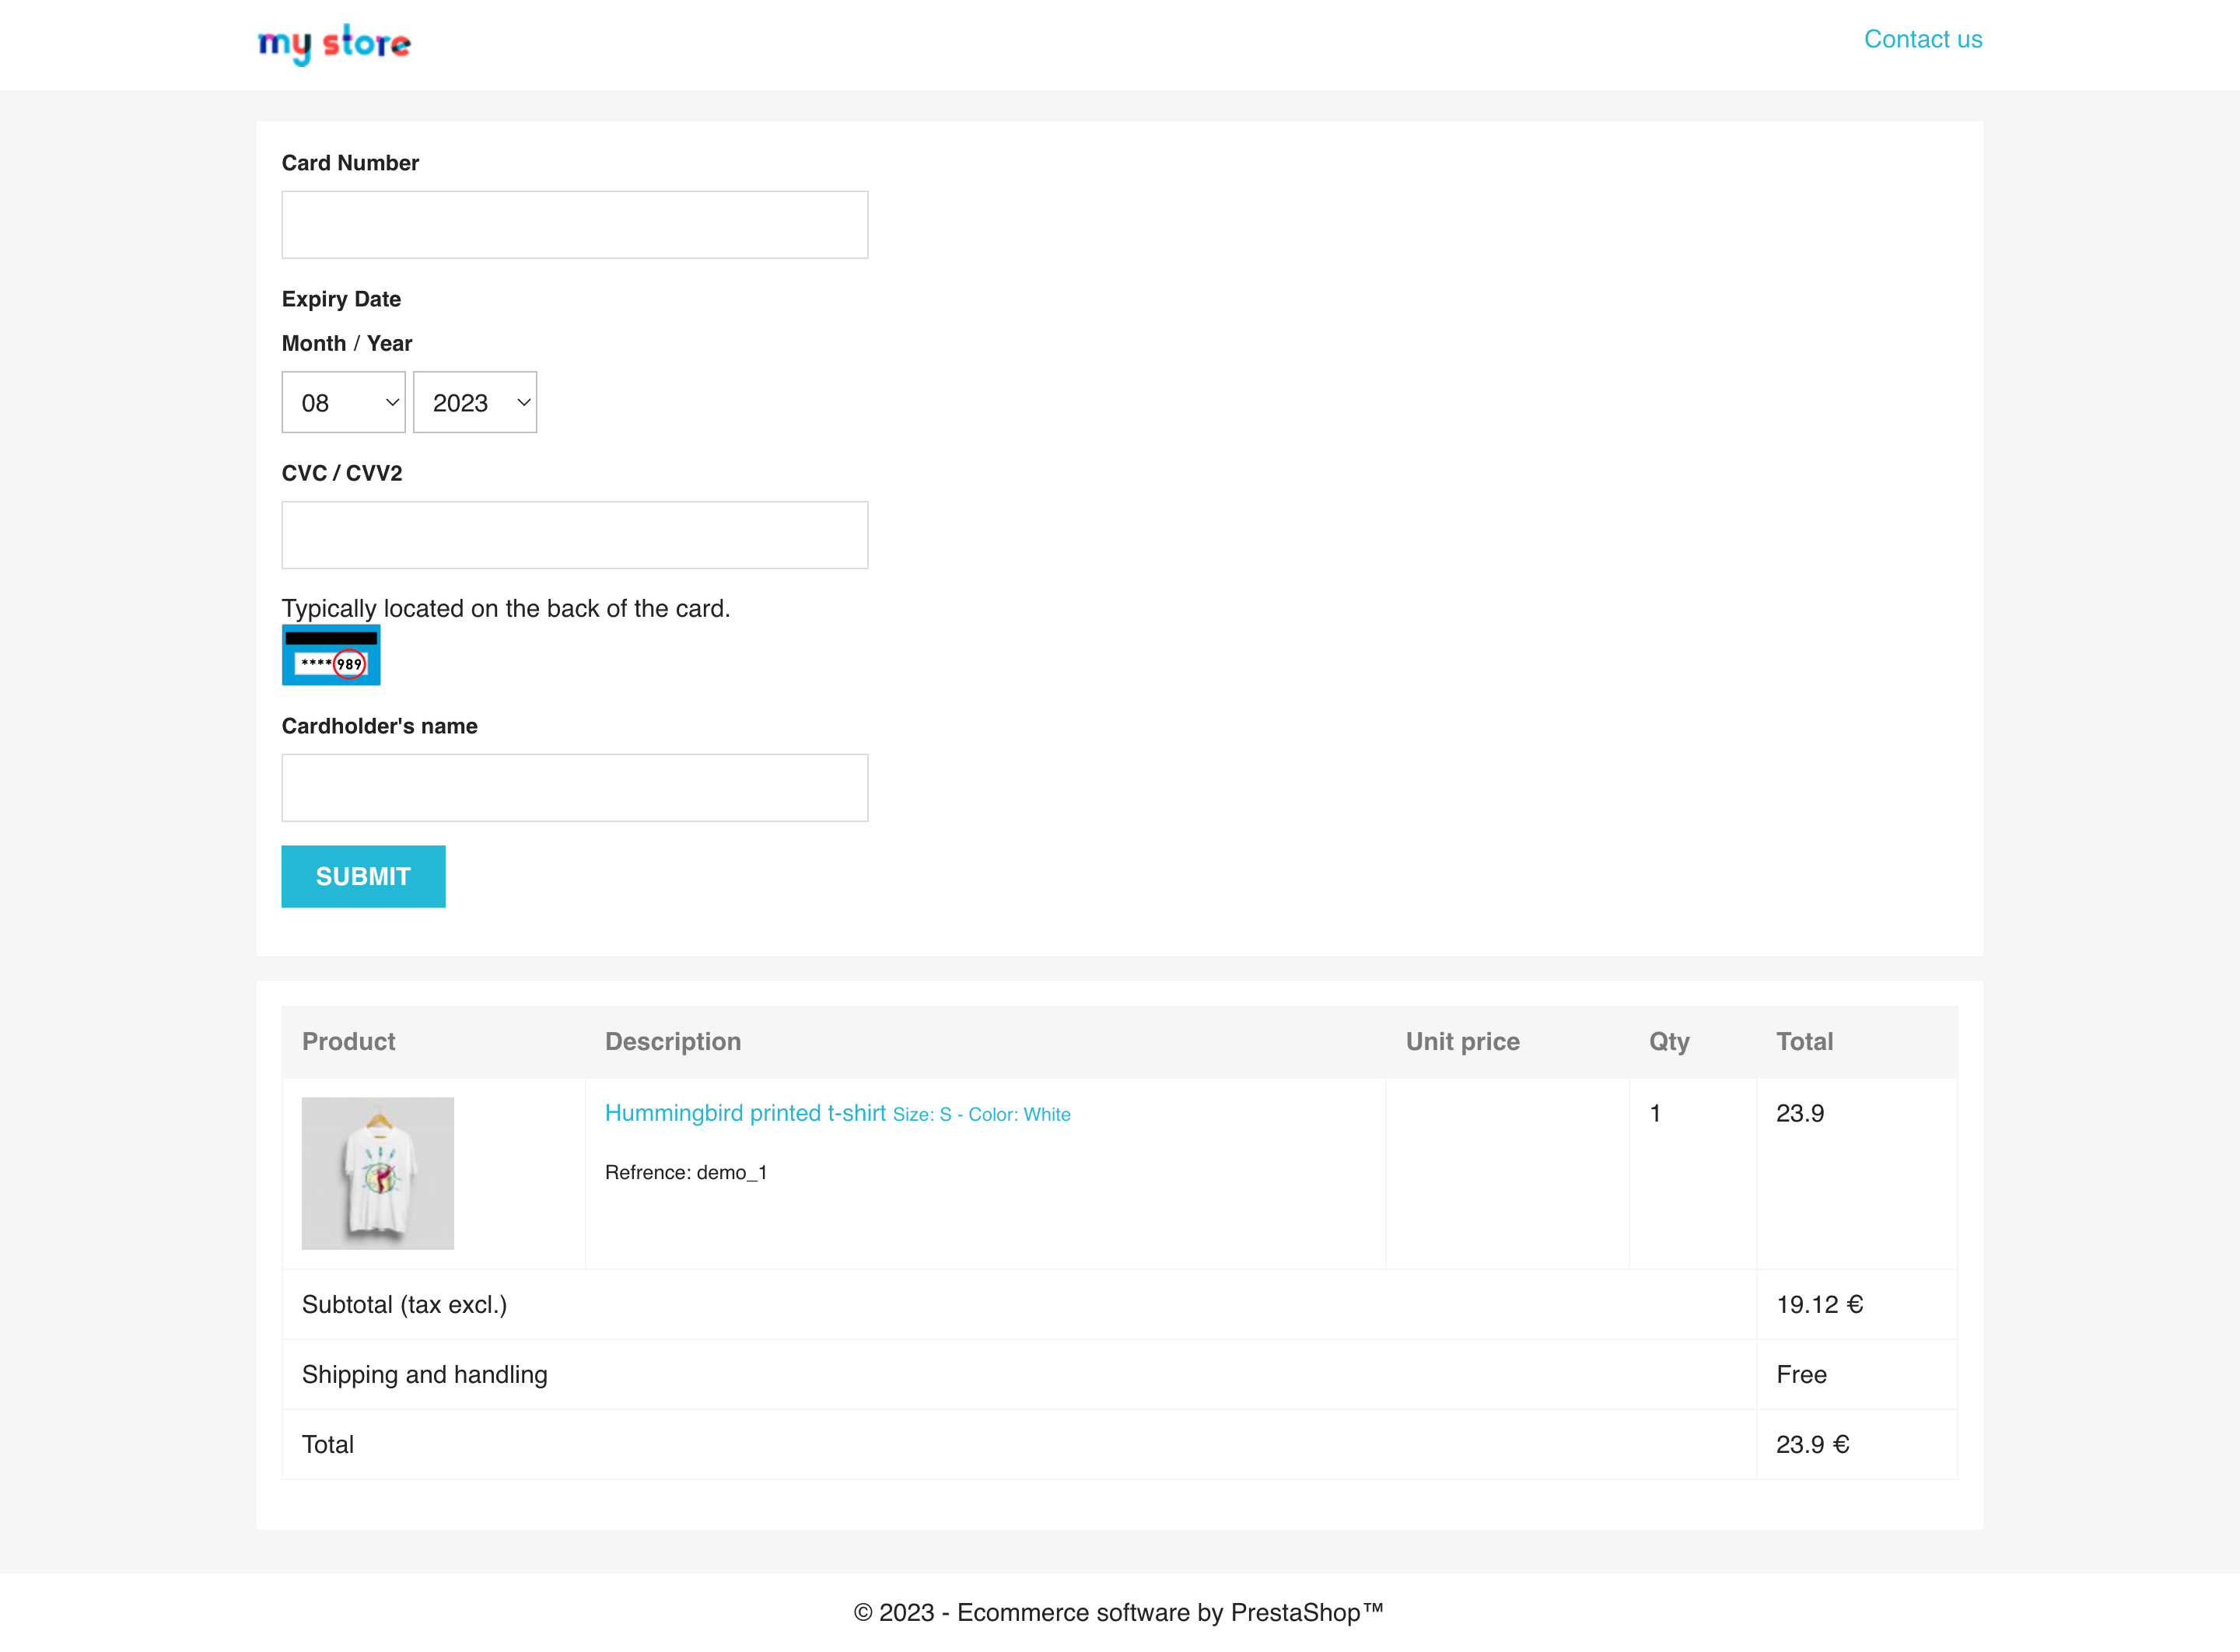 my store
Contact us
Card Number
Expiry Date
Month / Year
08 2023
CVC / CVV2
Typically located on the back of the card.
****989
Cardholder's name
SUBMIT
Product Description Unit price Qty Total
Hummingbird printed t-shirt Size: S - Color: White 1 23.9
Refrence: demo_1
Subtotal (tax excl.) 19.12 €
Shipping and handling Free
Total 23.9 €
© 2023 - Ecommerce software by PrestaShop™